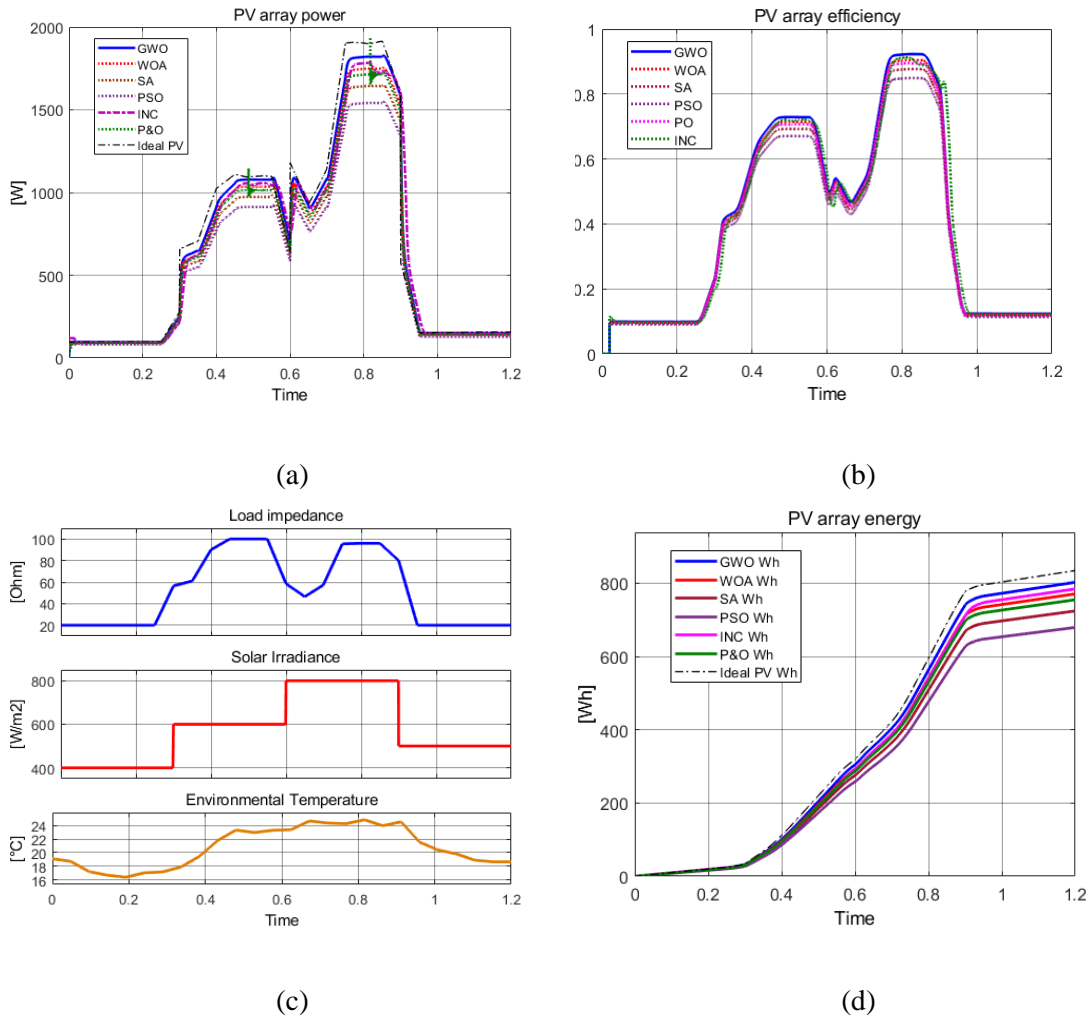 PV array power
2000
1500
1000
500
0
[W]
GWO
WOA
SA
PSO
INC
P&O
Ideal PV
0 0.2 0.4 0.6 0.8 1 1.2
Time
(a)
PV array efficiency
1
0.8
0.6
0.4
0.2
0
GWO
WOA
SA
PSO
PO
INC
0 0.2 0.4 0.6 0.8 1 1.2
Time
(b)
Load impedance
100
80
60
40
20
[Ohm]
Solar Irradiance
800
600
400
[W/m2]
Environmental Temperature
24
22
20
18
16
[°C]
0 0.2 0.4 0.6 0.8 1 1.2
Time
(c)
PV array energy
800
600
400
200
0
[Wh]
GWO Wh
WOA Wh
SA Wh
PSO Wh
INC Wh
P&O Wh
Ideal PV Wh
0 0.2 0.4 0.6 0.8 1 1.2
Time
(d)